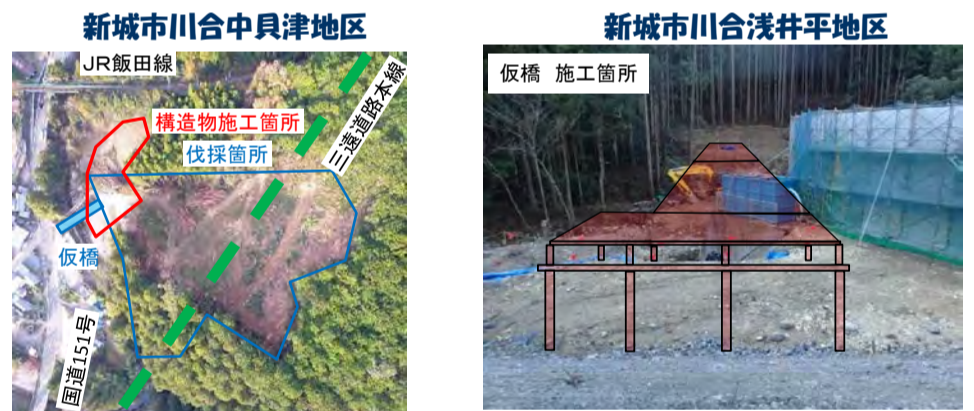 新城市川合中貝津地区
JR飯田線
三遠道路本線
構造物施工箇所
伐採箇所
仮橋
国道151号
新城市川合浅井平地区
仮橋 施工箇所